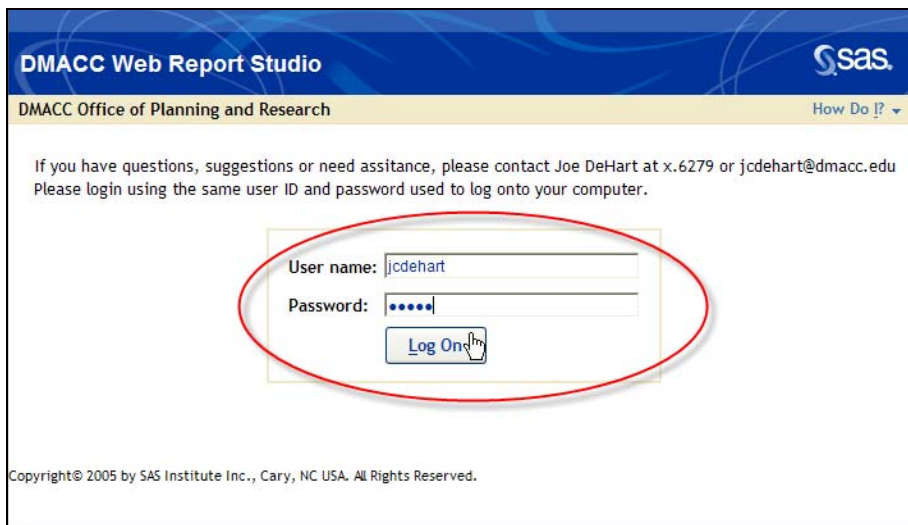 DMACC Web Report Studio
sas.
DMACC Office of Planning and Research
How Do I?
If you have questions, suggestions or need assitance, please contact Joe DeHart at x.6279 or jcdehart@dmacc.edu
Please login using the same user ID and password used to log onto your computer.
User name: jcdehart
Password: •••••
Log On
Copyright© 2005 by SAS Institute Inc., Cary, NC USA. All Rights Reserved.